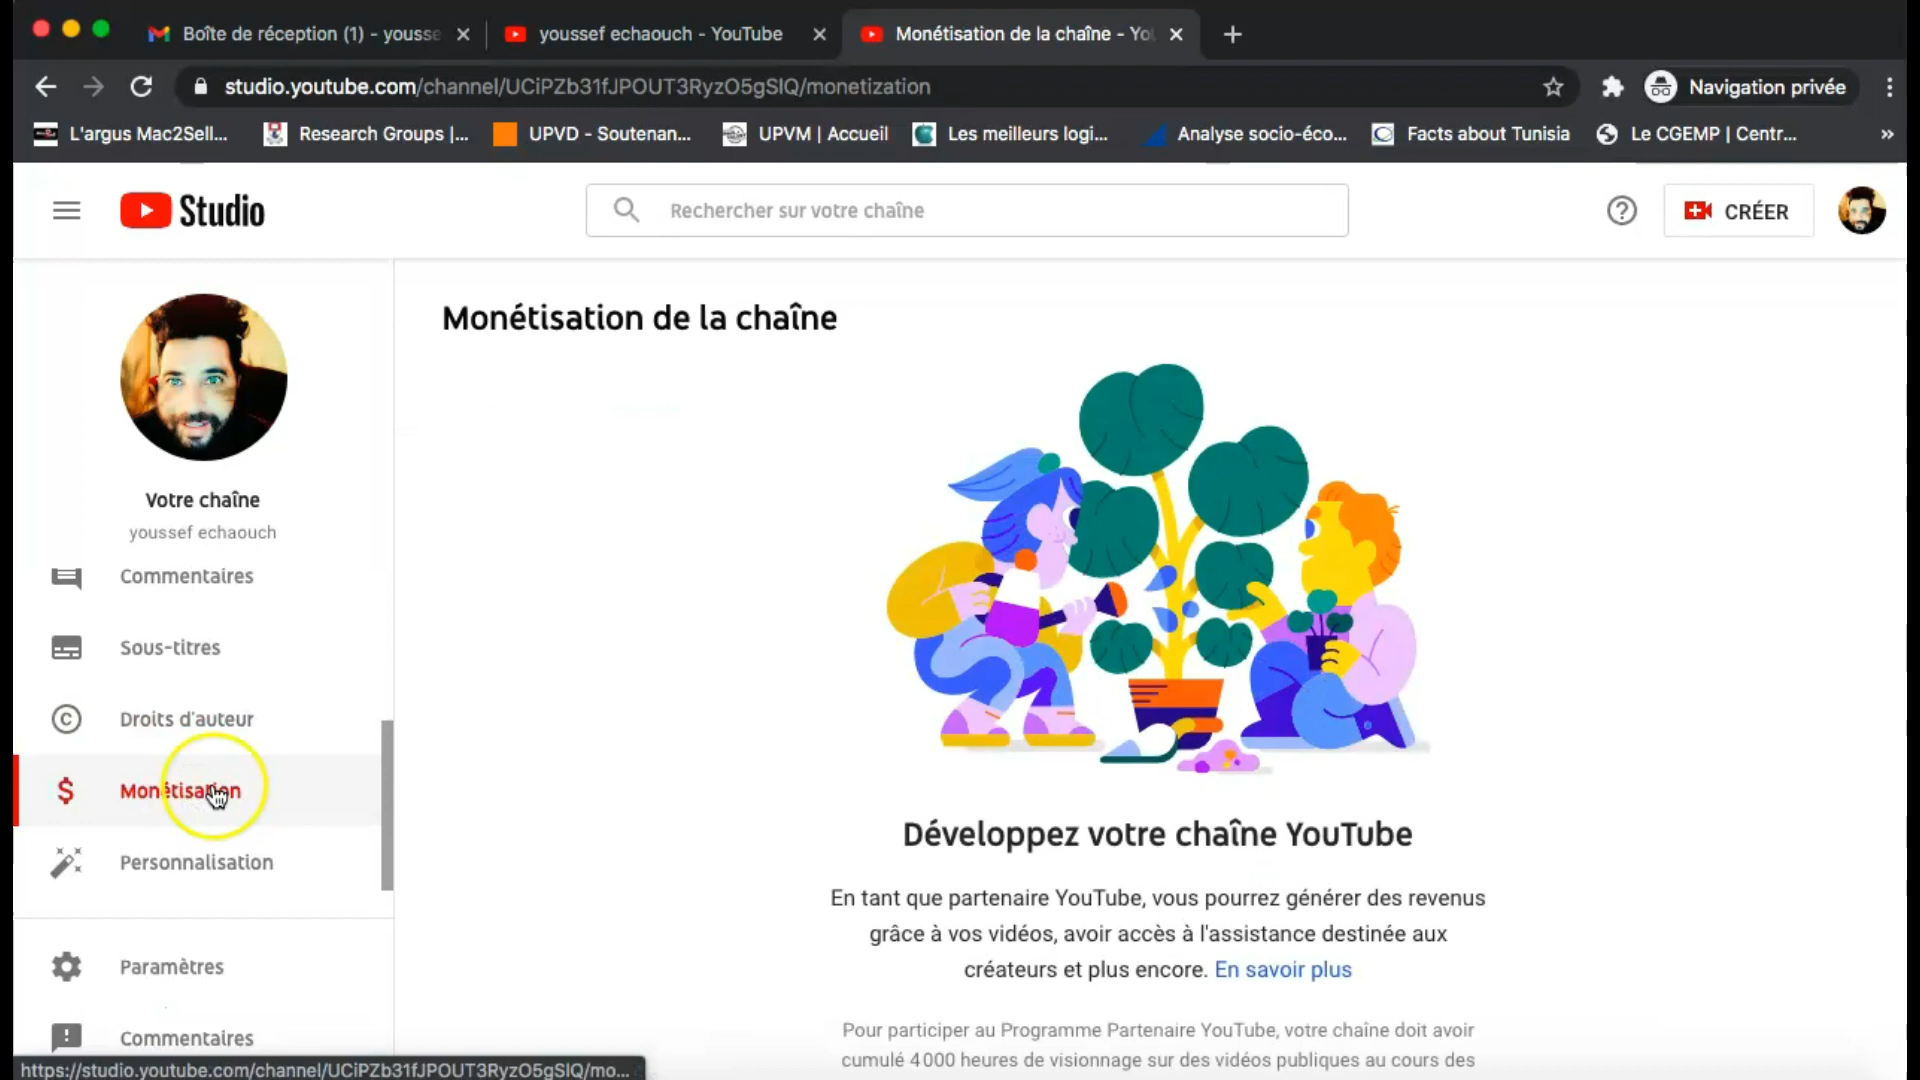 Boîte de réception (1) - yousse
youssef echaouch - YouTube
Monétisation de la chaîne - You
studio.youtube.com/channel/UCiPZb31fJPOUT3RyzO5gSlQ/monetization
Navigation privée
L'argus Mac2Sell...
Research Groups |...
UPVD - Soutenan...
UPVM | Accueil
Les meilleurs logi...
Analyse socio-éco...
Facts about Tunisia
Le CGEMP | Centr...
»
Studio
Rechercher sur votre chaîne
CRÉER
Votre chaîne
youssef echaouch
Commentaires
Sous-titres
Droits d'auteur
Monétisation
Personnalisation
Paramètres
Commentaires
Monétisation de la chaîne
Développez votre chaîne YouTube
En tant que partenaire YouTube, vous pourrez générer des revenus
grâce à vos vidéos, avoir accès à l'assistance destinée aux
créateurs et plus encore. En savoir plus
Pour participer au Programme Partenaire YouTube, votre chaîne doit avoir
cumulé 4 000 heures de visionnage sur des vidéos publiques au cours des
https://studio.youtube.com/channel/UCiPZb31fJPOUT3RyzO5gSlQ/mo...